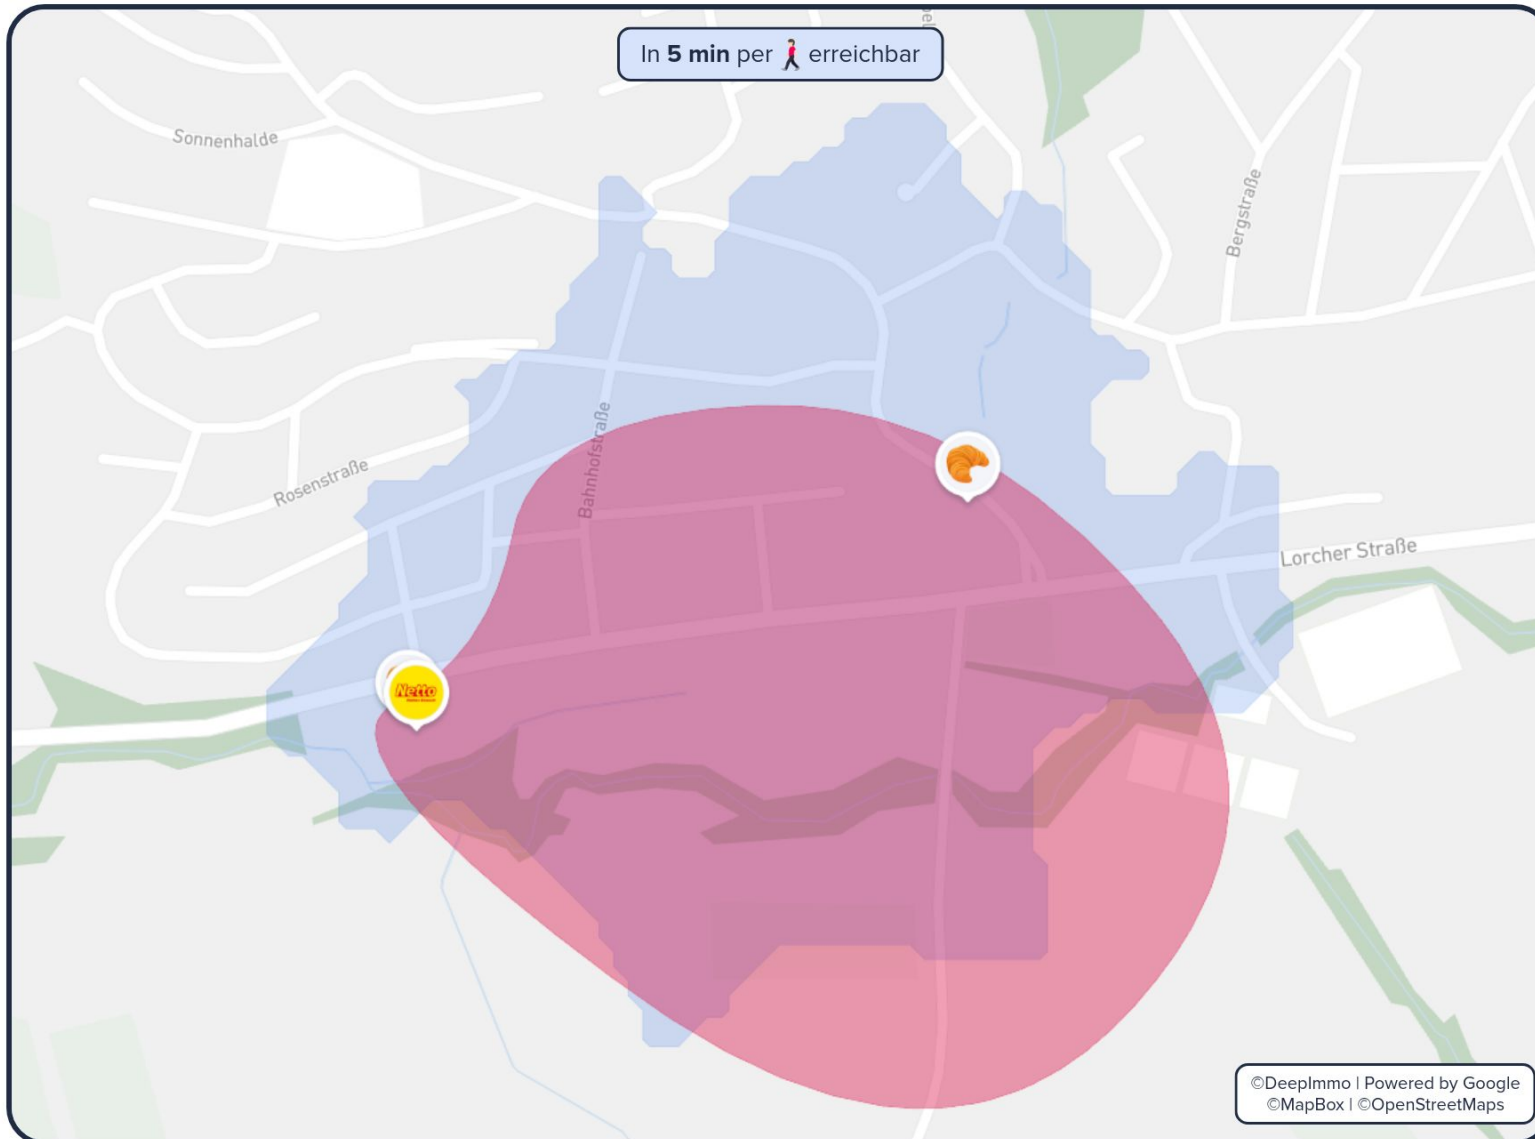 In 5 min per erreichbar
Sonnenhalde
Bergstraße
Bahnhofstraße
Rosenstraße
Lorcher Straße
Netto
©DeepImmo | Powered by Google
©MapBox | ©OpenStreetMaps